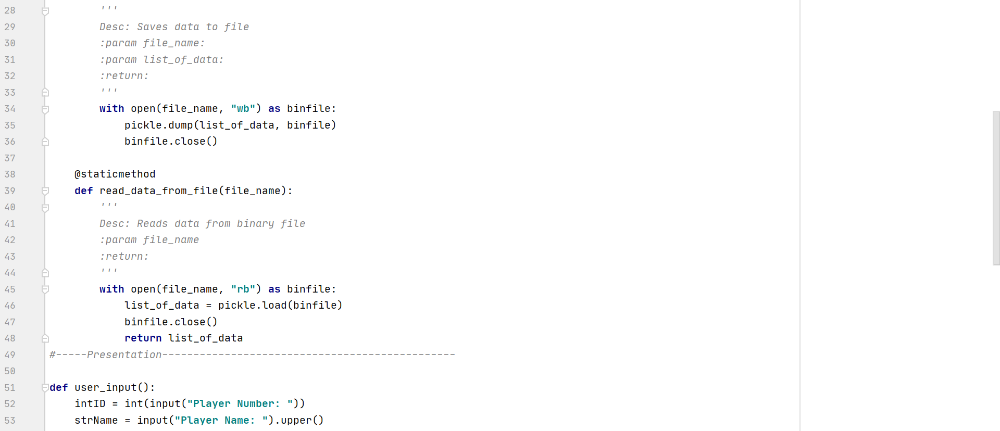 28         '''
29         Desc: Saves data to file
30         :param file_name:
31         :param list_of_data:
32         :return:
33         '''
34         with open(file_name, "wb") as binfile:
35             pickle.dump(list_of_data, binfile)
36             binfile.close()
37
38     @staticmethod
39     def read_data_from_file(file_name):
40         '''
41         Desc: Reads data from binary file
42         :param file_name
43         :return:
44         '''
45         with open(file_name, "rb") as binfile:
46             list_of_data = pickle.load(binfile)
47             binfile.close()
48             return list_of_data
49 #-----Presentation-----------------------------------------------
50
51 def user_input():
52     intID = int(input("Player Number: "))
53     strName = input("Player Name: ").upper()